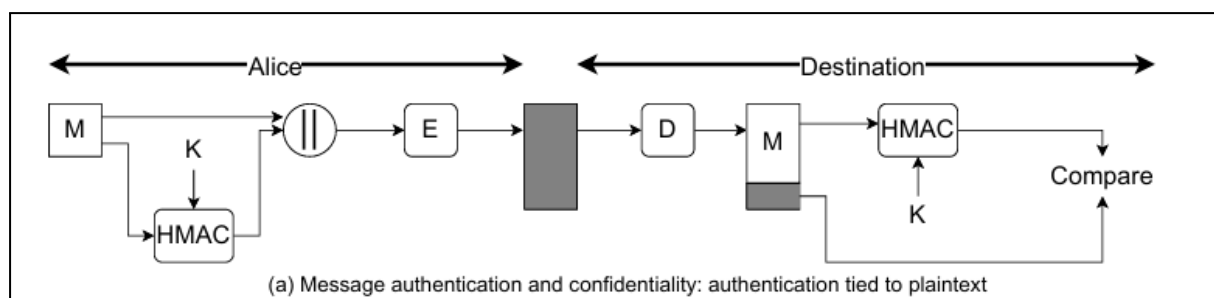 Alice Destination
M || E D M HMAC
K
Compare
K
HMAC
(a) Message authentication and confidentiality: authentication tied to plaintext